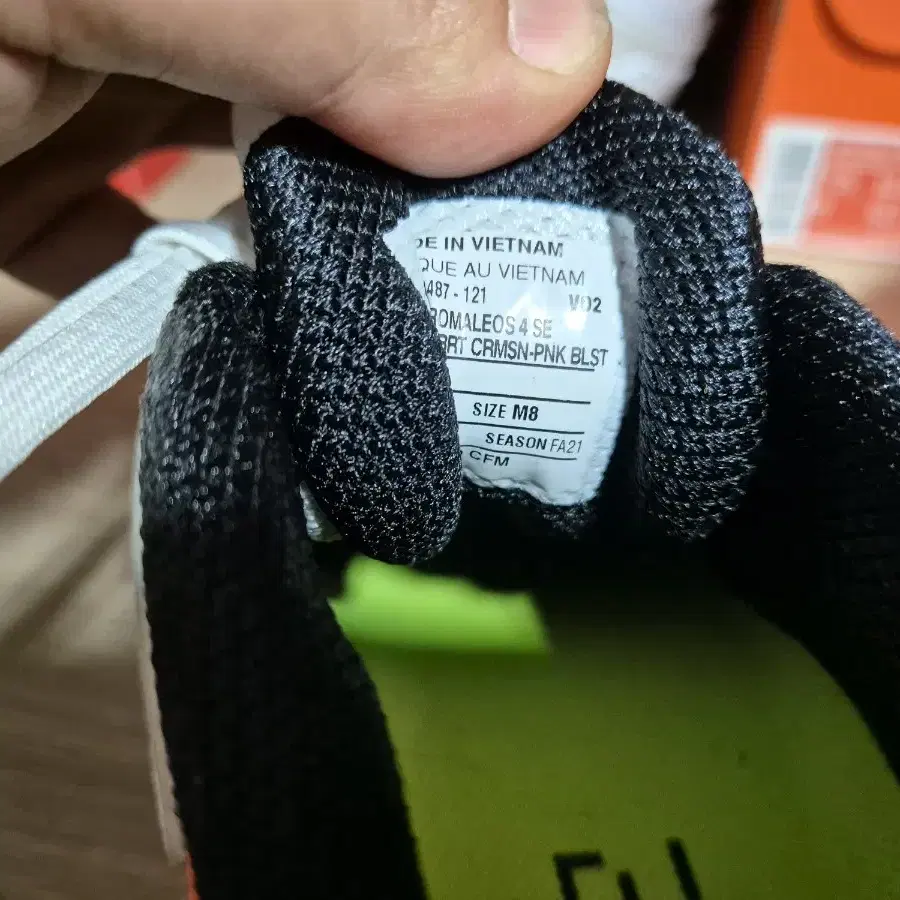 DE IN VIETNAM
QUE AU VIETNAM
487 - 121 VD2
ROMALEOS 4 SE
BRT CRMSN-PNK BLST
SIZE M8
SEASON FA21
CFM